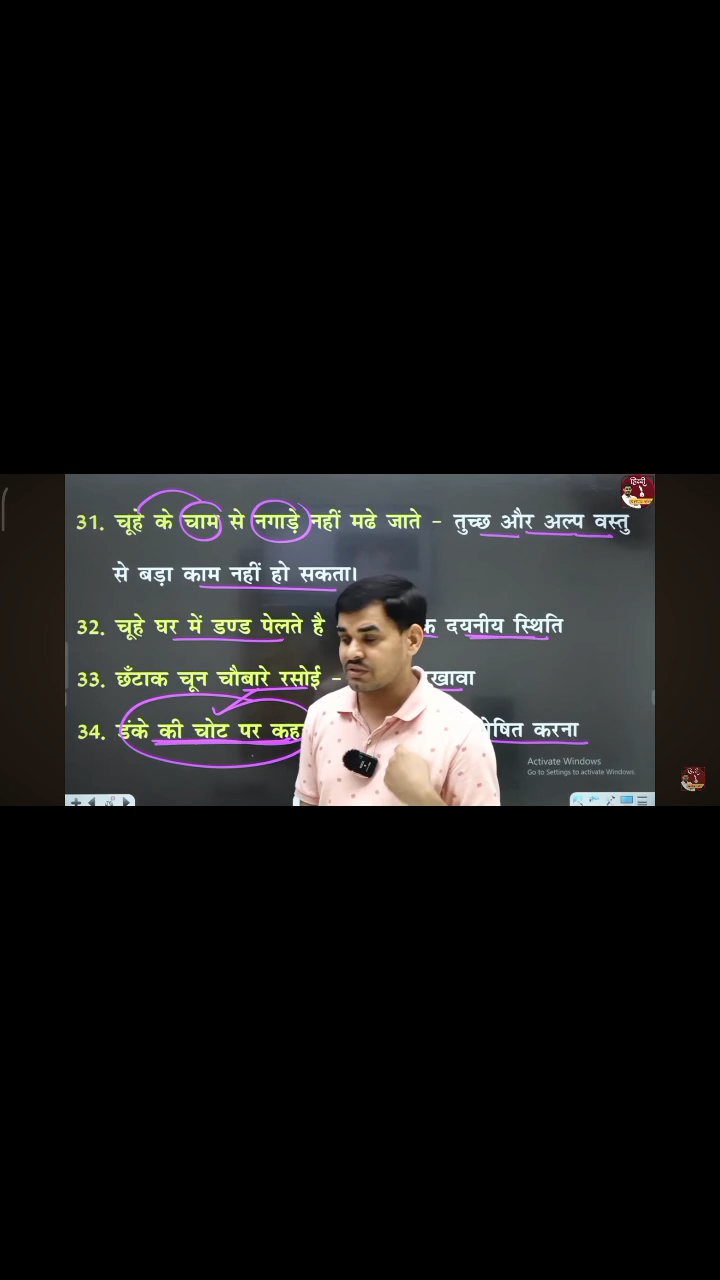 हिन्दी
31. चूहे के चाम से नगाड़े नहीं मढे जाते - तुच्छ और अल्प वस्तु
से बड़ा काम नहीं हो सकता।
32. चूहे घर में डण्ड पेलते है दयनीय स्थिति
33. छँटाक चून चौबारे रसोई -
34. डंके की चोट पर करना
Activate Windows
Go to Settings to activate Windows.